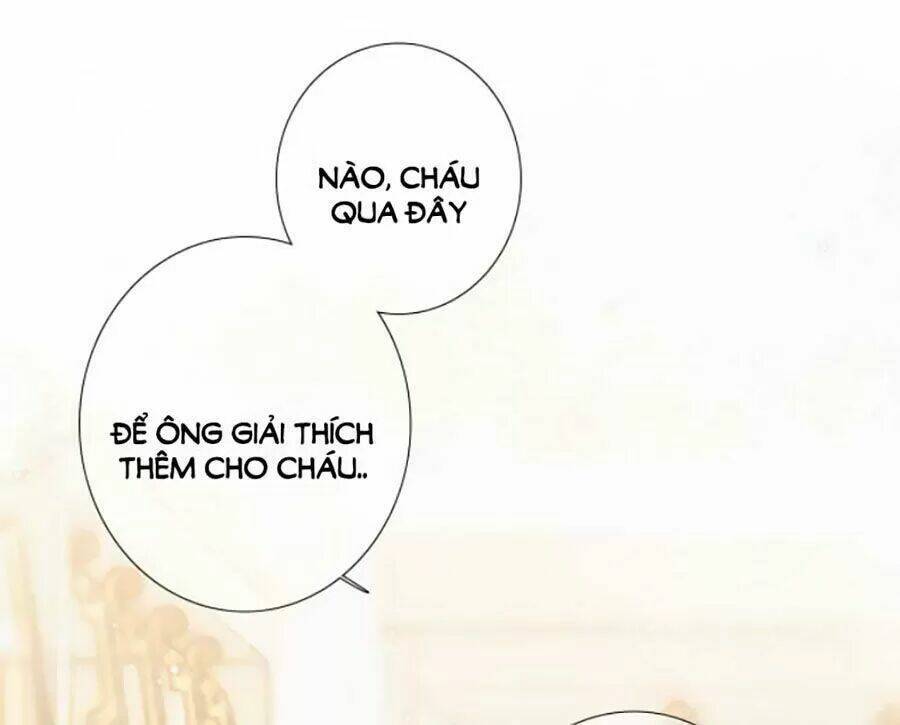 NÀO, CHÁU
QUA ĐÂY
ĐỂ ÔNG GIẢI THÍCH
THÊM CHO CHÁU..